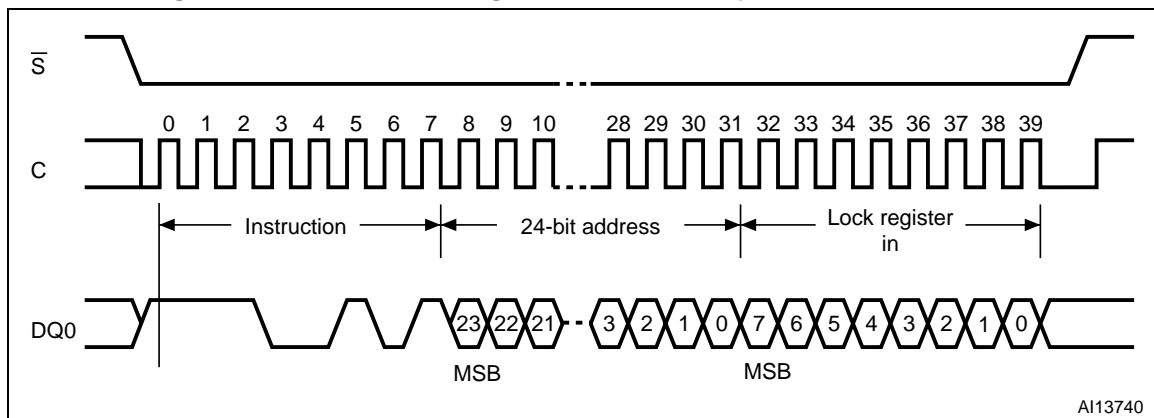 S
0 1 2 3 4 5 6 7 8 9 10 28 29 30 31 32 33 34 35 36 37 38 39
C
Instruction 24-bit address Lock register
in
DQ0 23 22 21 3 2 1 0 7 6 5 4 3 2 1 0
MSB MSB
AI13740